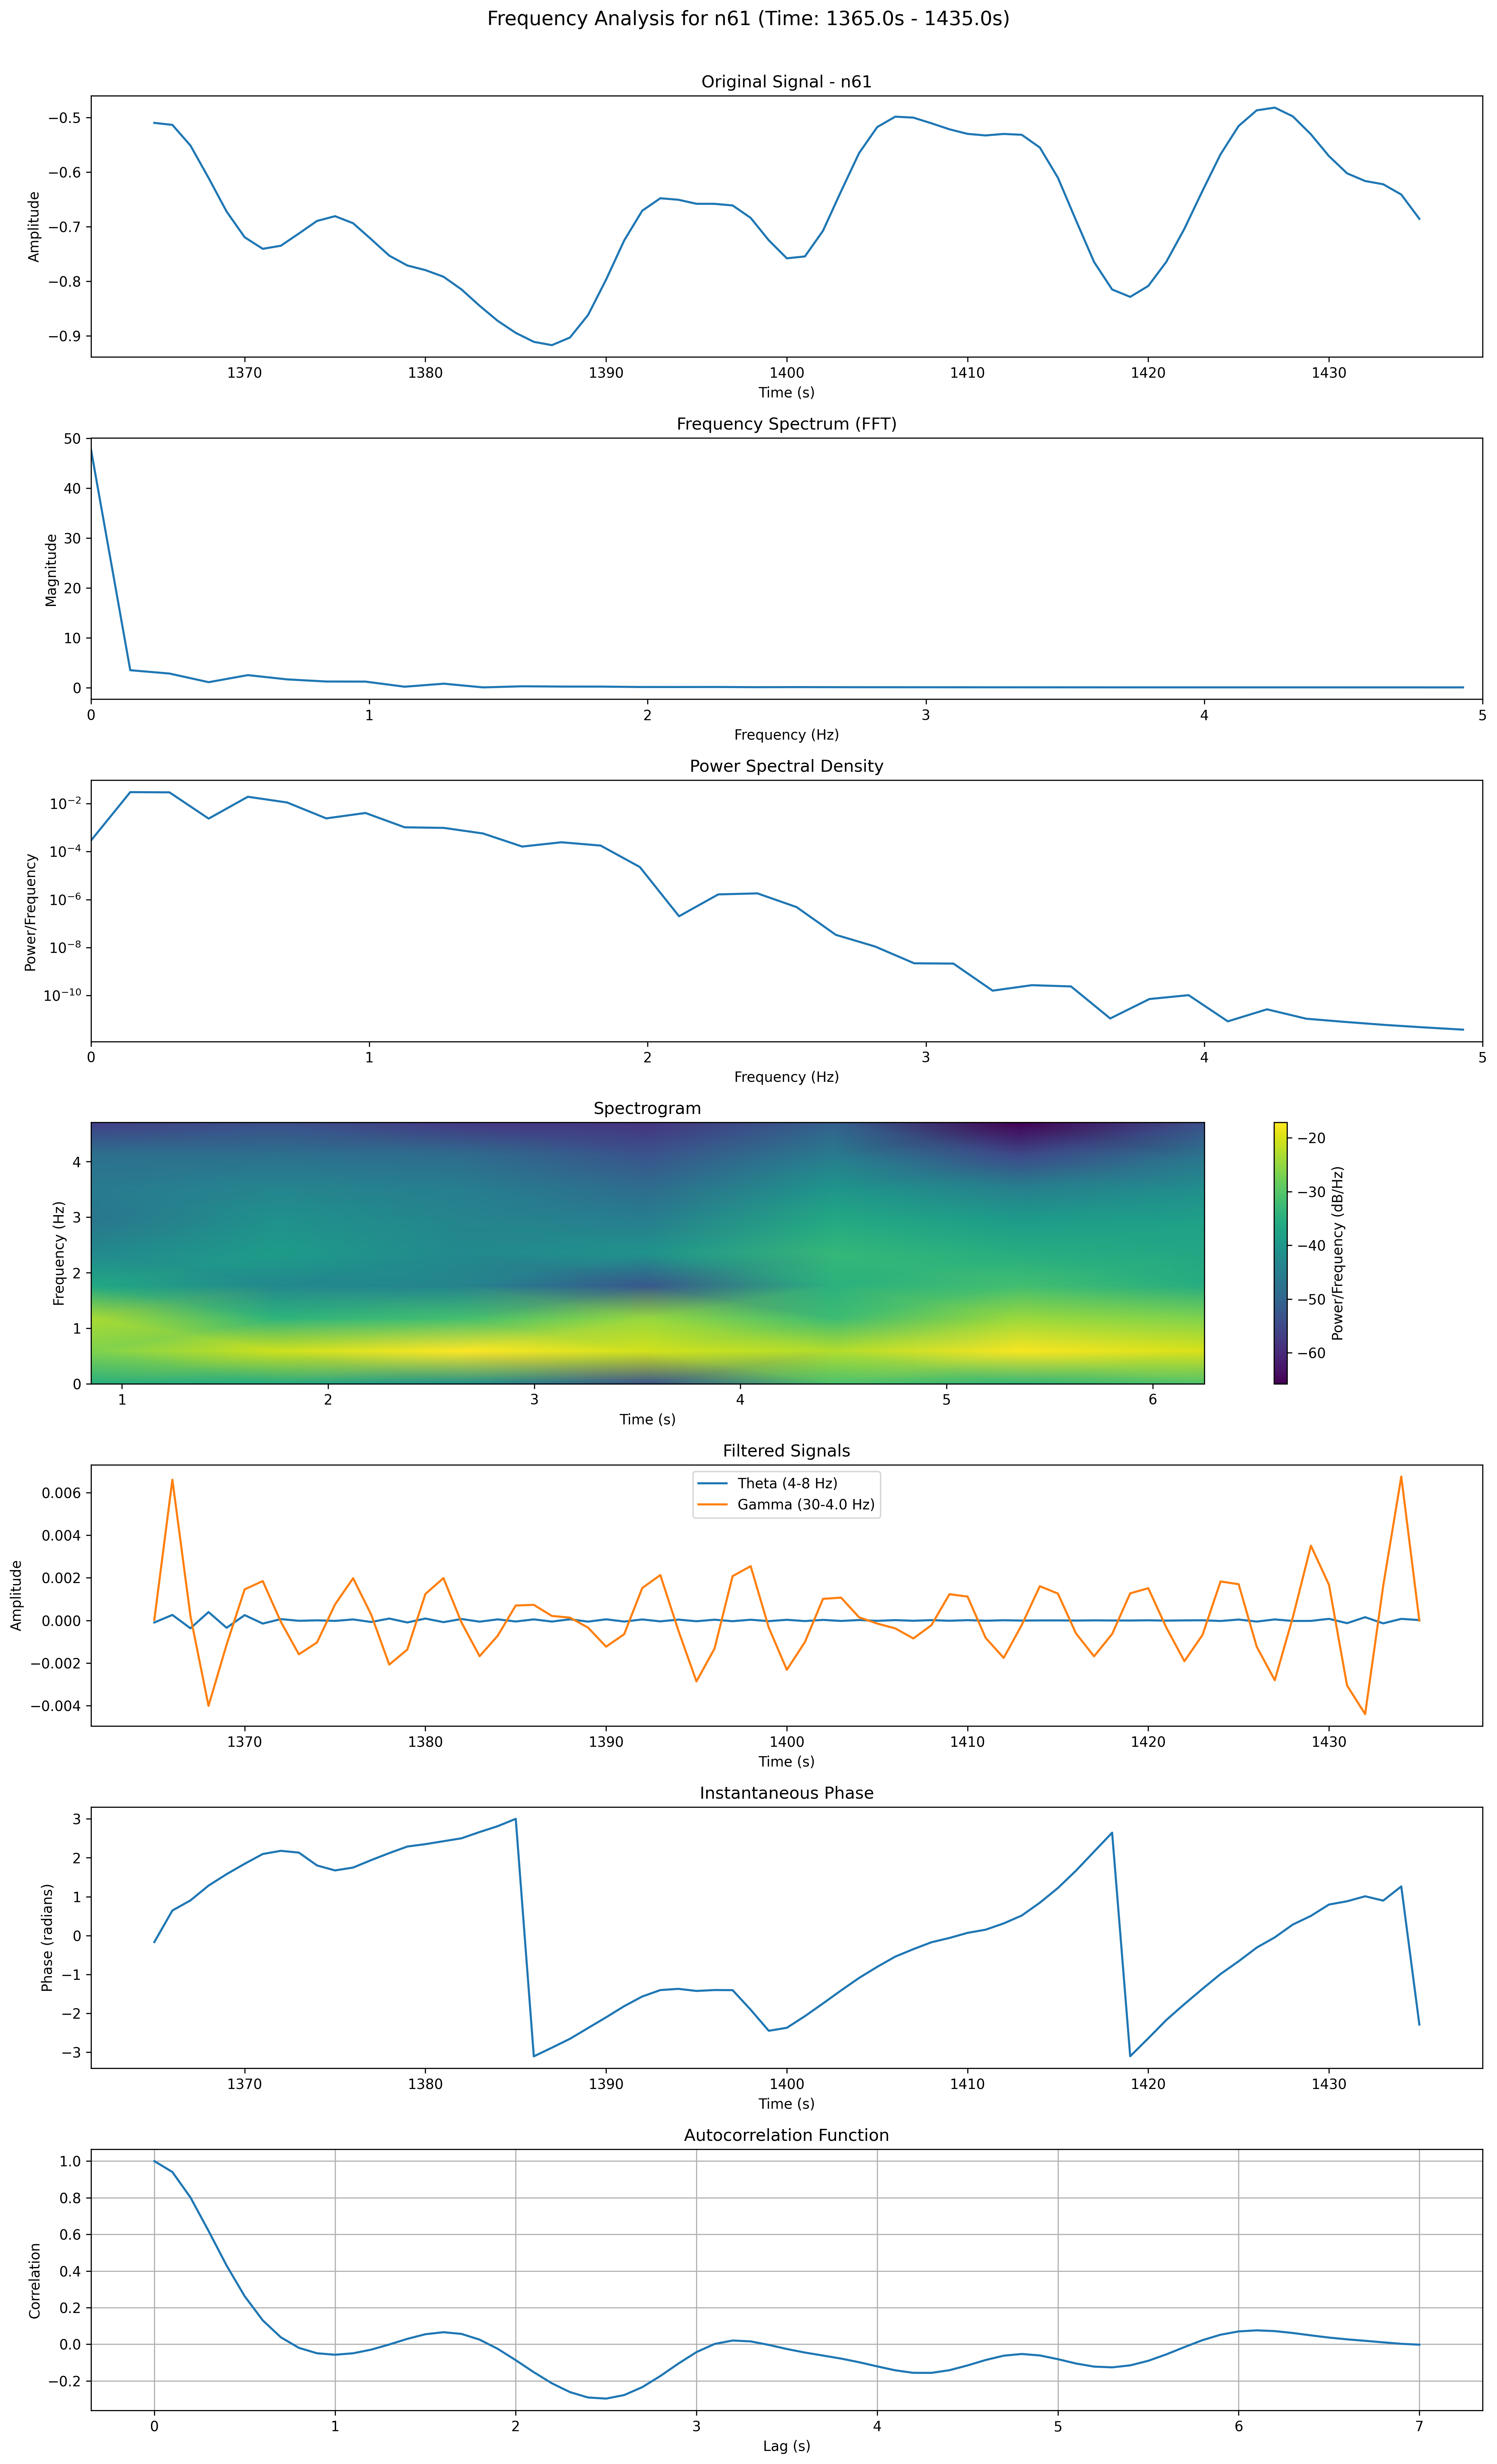 Frequency Analysis for n61 (Time: 1365.0s - 1435.0s)
Original Signal - n61
Amplitude
−0.5
−0.6
−0.7
−0.8
−0.9
1370 1380 1390 1400 1410 1420 1430
Time (s)
Frequency Spectrum (FFT)
Magnitude
50
40
30
20
10
0
0 1 2 3 4 5
Frequency (Hz)
Power Spectral Density
Power/Frequency
10⁻²
10⁻⁴
10⁻⁶
10⁻⁸
10⁻¹⁰
0 1 2 3 4 5
Frequency (Hz)
Spectrogram
Frequency (Hz)
4
3
2
1
0
1 2 3 4 5 6
Time (s)
−20
−30
−40
−50
−60
Power/Frequency (dB/Hz)
Filtered Signals
Theta (4-8 Hz)
Gamma (30-4.0 Hz)
Amplitude
0.006
0.004
0.002
0.000
−0.002
−0.004
1370 1380 1390 1400 1410 1420 1430
Time (s)
Instantaneous Phase
Phase (radians)
3
2
1
0
−1
−2
−3
1370 1380 1390 1400 1410 1420 1430
Time (s)
Autocorrelation Function
Correlation
1.0
0.8
0.6
0.4
0.2
0.0
−0.2
0 1 2 3 4 5 6 7
Lag (s)